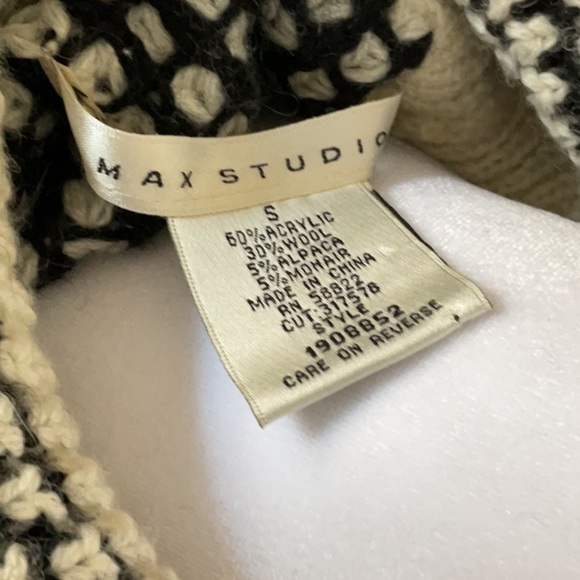 MAX STUDIO
S
60% ACRYLIC
30% WOOL
5% ALPACA
5% MOHAIR
MADE IN CHINA
RN 58822
CUT: 317578
STYLE
1908852
CARE ON REVERSE